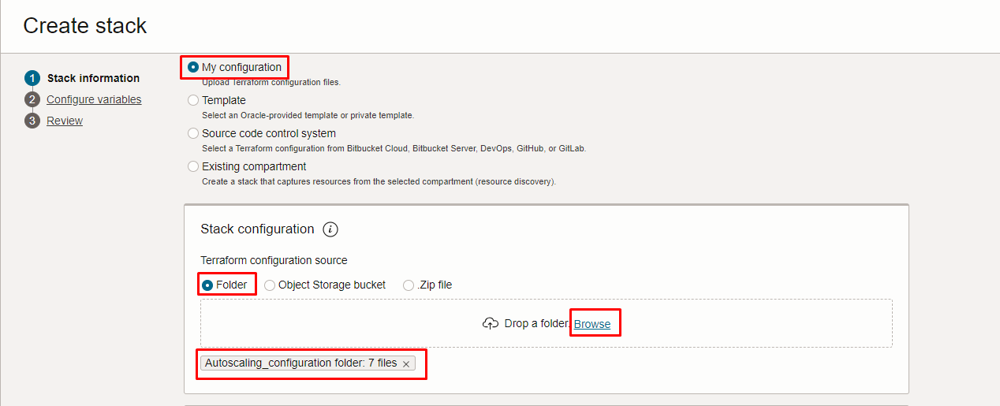 Create stack
1 Stack information
2 Configure variables
3 Review
My configuration
Upload Terraform configuration files.
Template
Select an Oracle-provided template or private template.
Source code control system
Select a Terraform configuration from Bitbucket Cloud, Bitbucket Server, DevOps, GitHub, or GitLab.
Existing compartment
Create a stack that captures resources from the selected compartment (resource discovery).
Stack configuration i
Terraform configuration source
Folder Object Storage bucket .Zip file
Drop a folder. Browse
Autoscaling_configuration folder: 7 files ×